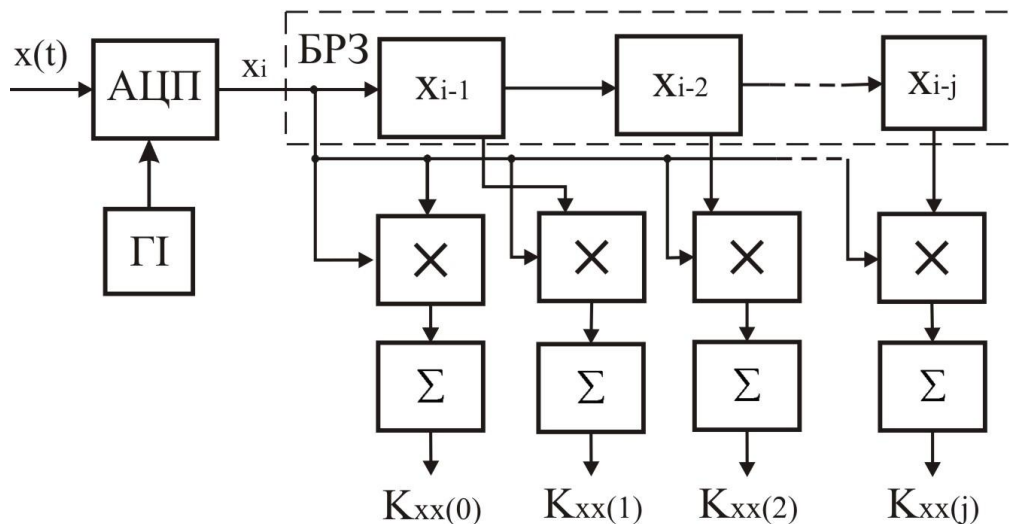 x(t)
АЦП
xi
БРЗ
xi-1
xi-2
xi-j
ГІ
×
×
×
×
Σ
Σ
Σ
Σ
Kxx(0)
Kxx(1)
Kxx(2)
Kxx(j)